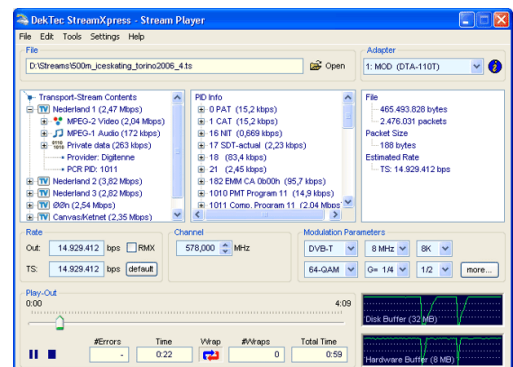 DekTec StreamXpress - Stream Player
File Edit Tools Settings Help
File
D:\Streams\500m_iceskating_torino2006_4.ts
Open
Adapter
1: MOD (DTA-110T)
Transport-Stream Contents
TV Nederland 1 (2,47 Mbps)
MPEG-2 Video (2,04 Mbps)
MPEG-1 Audio (172 kbps)
Private data (263 kbps)
Provider: Digitenne
PCR PID: 1011
TV Nederland 2 (3,82 Mbps)
TV Nederland 3 (2,82 Mbps)
TV Ø@n (2,54 Mbps)
TV Canvas/Ketnet (2,35 Mbps)
PID Info
0 PAT (15,2 kbps)
1 CAT (15,2 kbps)
16 NIT (0,669 kbps)
17 SDT-actual (2,23 kbps)
18 (83,4 kbps)
21 (2,45 kbps)
182 EMM CA 0b00h (95,7 kbps)
1010 PMT Program 11 (14,9 kbps)
1011 Comp. Program 11 (2,04 Mbps
File
465.493.828 bytes
2.476.031 packets
Packet Size
188 bytes
Estimated Rate
TS: 14.929.412 bps
Rate
Out: 14.929.412 bps RMX
TS: 14.929.412 bps default
Channel
578,000 MHz
Modulation Parameters
DVB-T 8 MHz 8K
64-QAM G= 1/4 1/2 more...
Play-Out
0:00 4:09
#Errors Time Wrap #Wraps Total Time
- 0:22 0 0:59
Disk Buffer (32 MB)
Hardware Buffer (8 MB)